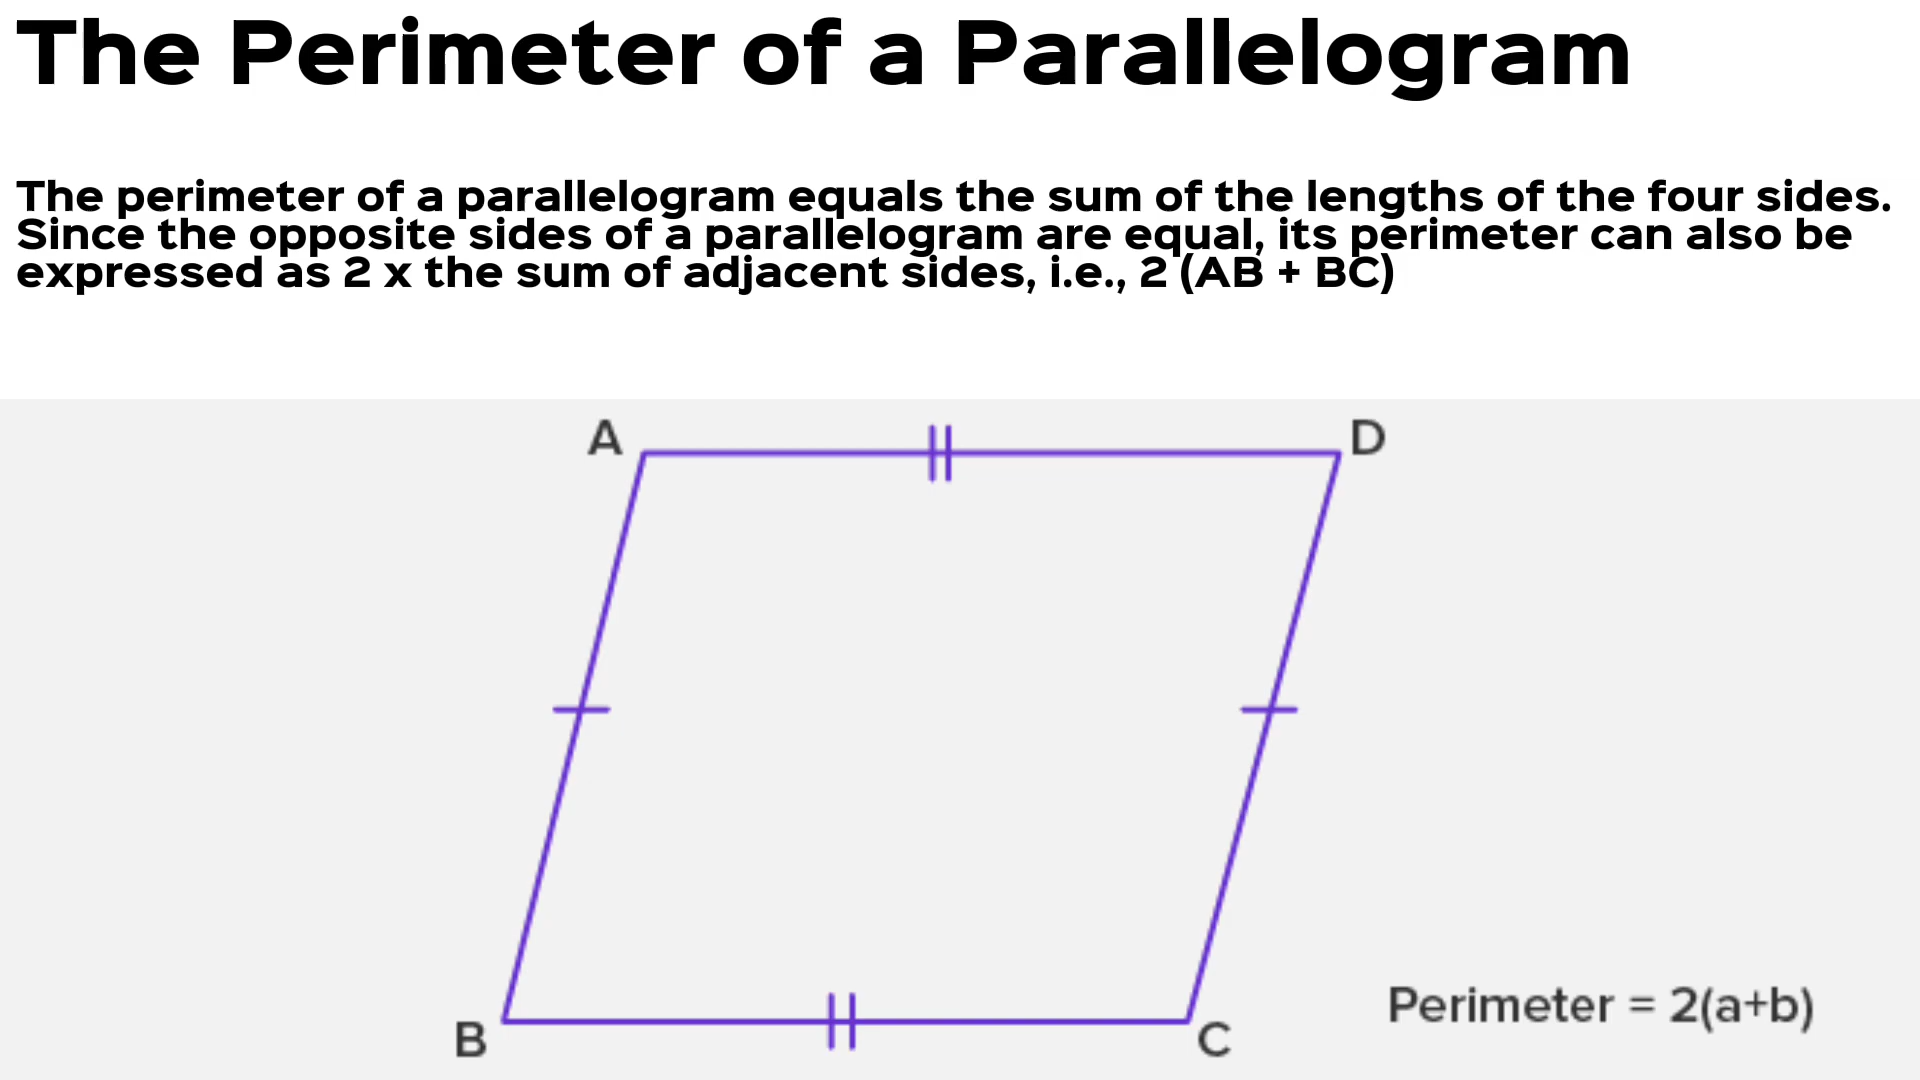 The Perimeter of a Parallelogram
The perimeter of a parallelogram equals the sum of the lengths of the four sides.
Since the opposite sides of a parallelogram are equal, its perimeter can also be
expressed as 2 x the sum of adjacent sides, i.e., 2 (AB + BC)
A
D
B
C
Perimeter = 2(a+b)